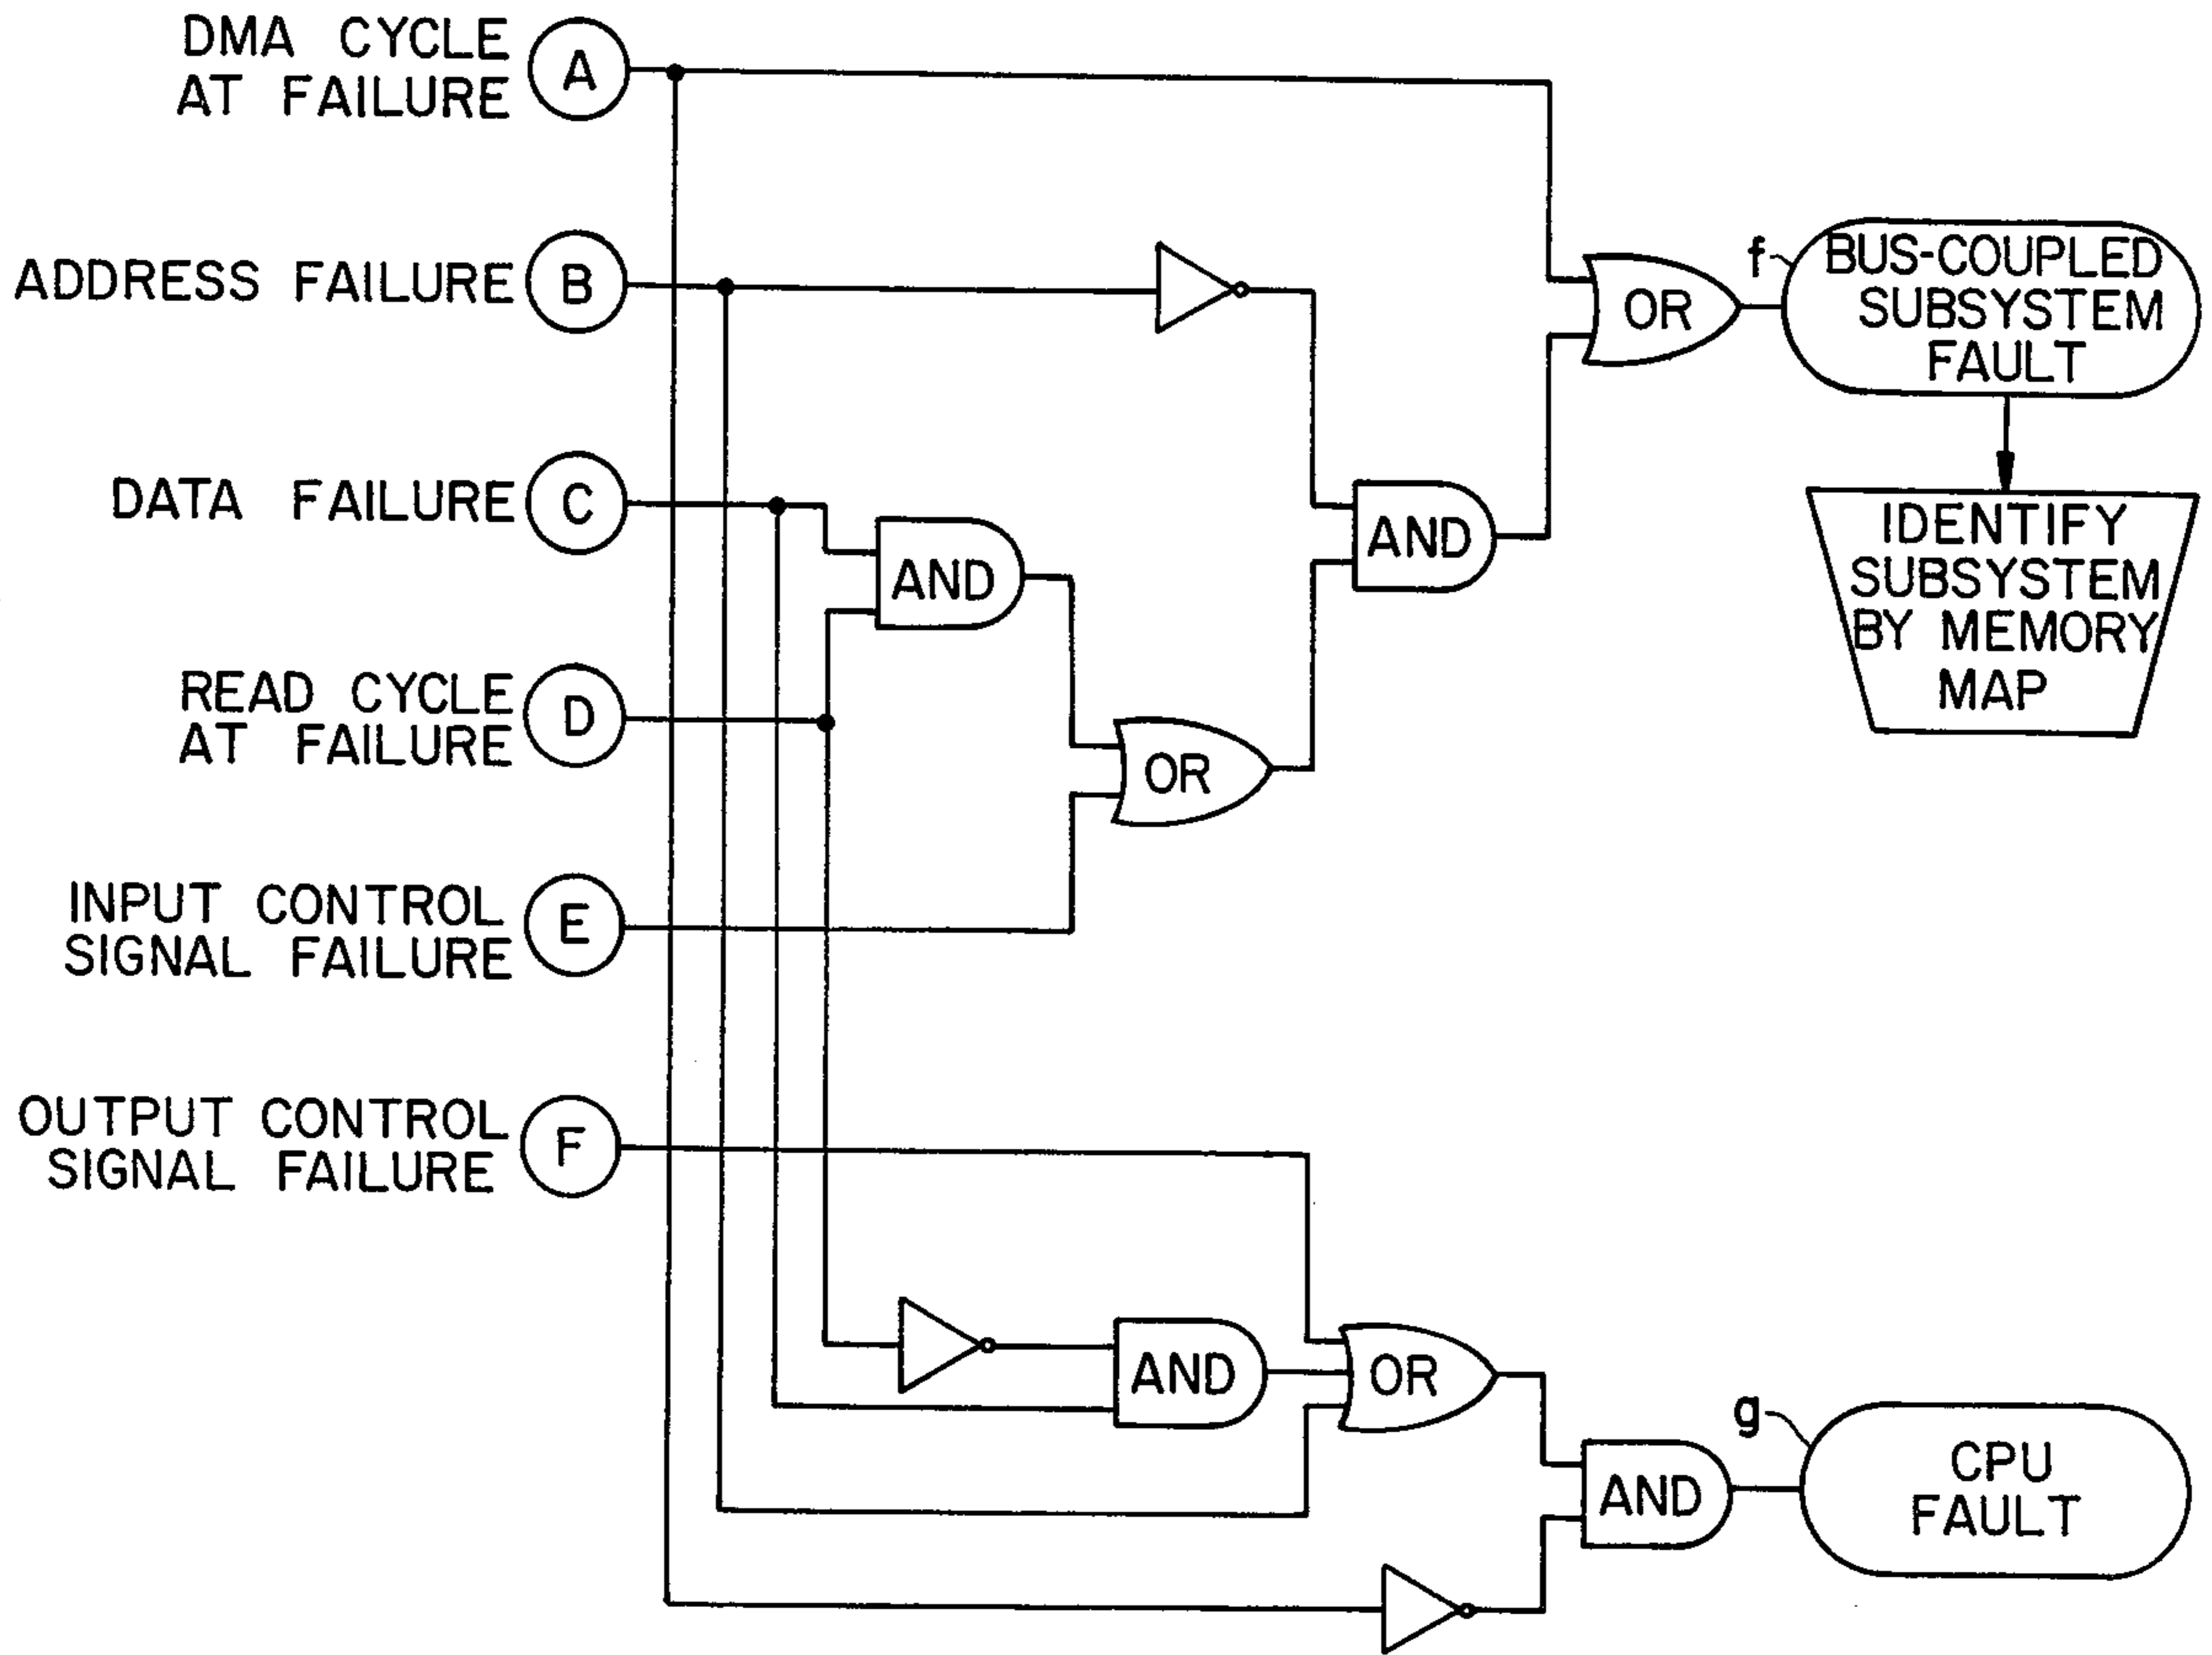 DMA CYCLE
AT FAILURE
A
ADDRESS FAILURE
B
DATA FAILURE
C
READ CYCLE
AT FAILURE
D
INPUT CONTROL
SIGNAL FAILURE
E
OUTPUT CONTROL
SIGNAL FAILURE
F
AND
OR
AND
OR
f
BUS-COUPLED
SUBSYSTEM
FAULT
IDENTIFY
SUBSYSTEM
BY MEMORY
MAP
AND
OR
AND
g
CPU
FAULT